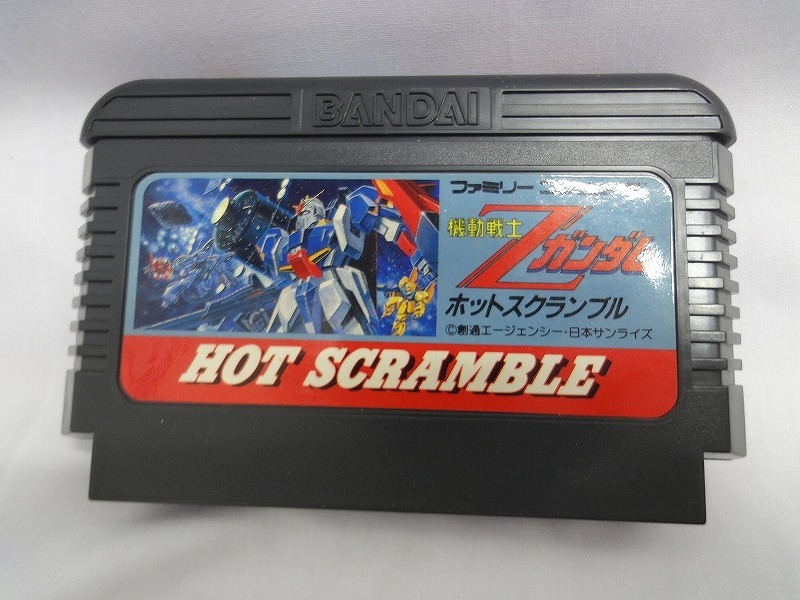 BANDAI
ファミリー
機動戦士
Zガンダム
ホットスクランブル
©創通エージェンシー・日本サンライズ
HOT SCRAMBLE